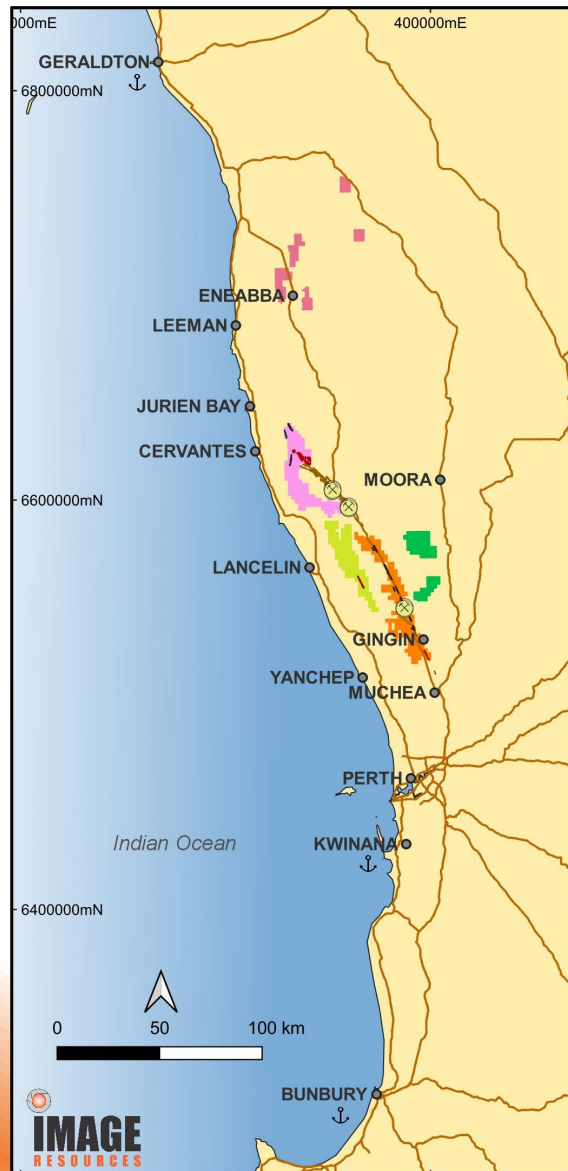 000mE
400000mE
GERALDTON
6800000mN
ENEABBA
LEEMAN
JURIEN BAY
CERVANTES
MOORA
6600000mN
LANCELIN
GINGIN
YANCHEP
MUCHEA
PERTH
Indian Ocean
KWINANA
6400000mN
0 50 100 km
BUNBURY
IMAGE
RESOURCES